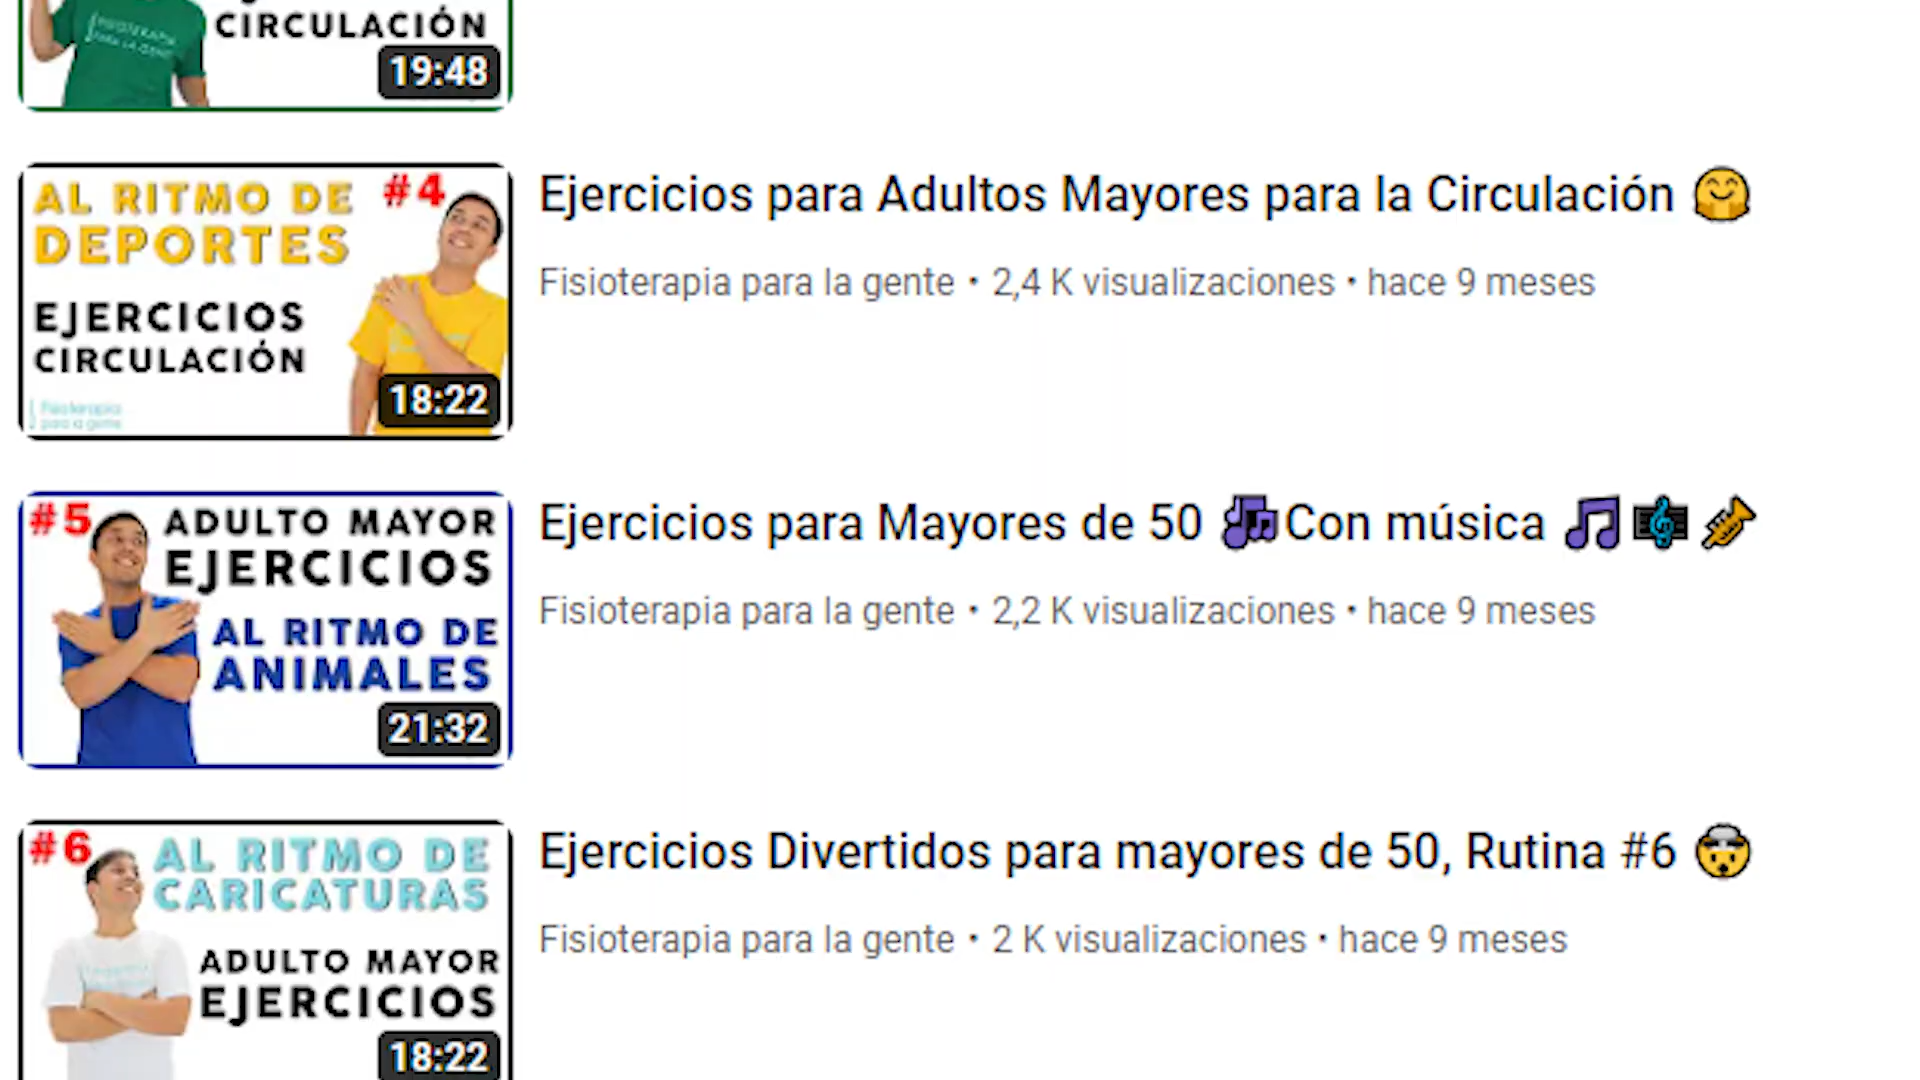 CIRCULACIÓN
19:48
AL RITMO DE
DEPORTES
#4
EJERCICIOS
CIRCULACIÓN
fisioterapia
para la gente
18:22
Ejercicios para Adultos Mayores para la Circulación 🤗
Fisioterapia para la gente • 2,4 K visualizaciones • hace 9 meses
#5
ADULTO MAYOR
EJERCICIOS
AL RITMO DE
ANIMALES
21:32
Ejercicios para Mayores de 50 🎶Con música 🎵🎼🎺
Fisioterapia para la gente • 2,2 K visualizaciones • hace 9 meses
#6
AL RITMO DE
CARICATURAS
ADULTO MAYOR
EJERCICIOS
18:22
Ejercicios Divertidos para mayores de 50, Rutina #6 🤯
Fisioterapia para la gente • 2 K visualizaciones • hace 9 meses